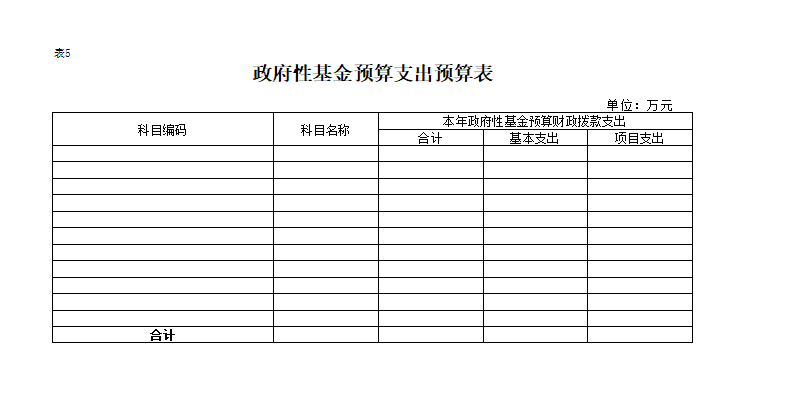 表5
政府性基金预算支出预算表
单位：万元
科目编码 科目名称 本年政府性基金预算财政拨款支出
合计 基本支出 项目支出
合计